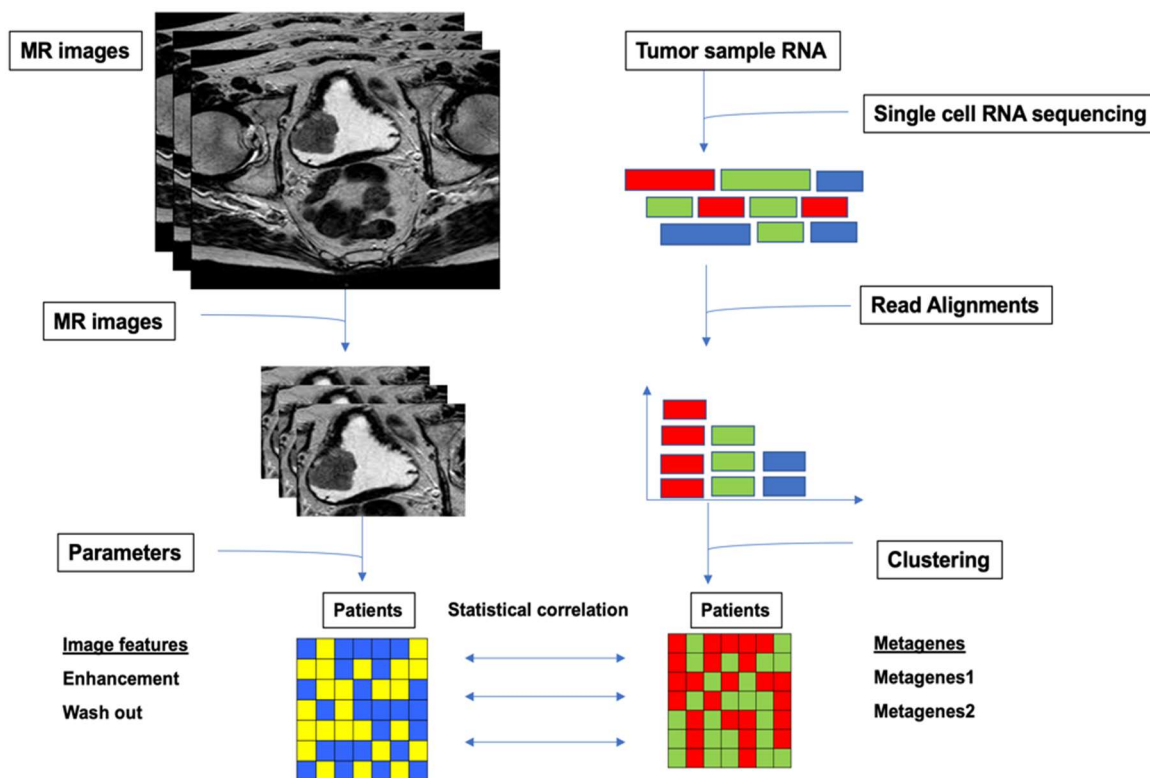 MR images
Tumor sample RNA
Single cell RNA sequencing
MR images
Read Alignments
Parameters
Clustering
Patients
Statistical correlation
Patients
Image features
Enhancement
Wash out
Metagenes
Metagenes1
Metagenes2